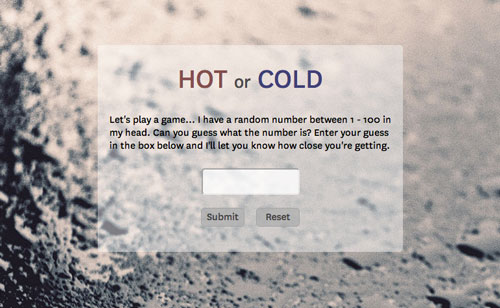 HOT or COLD
Let's play a game... I have a random number between 1 - 100 in
my head. Can you guess what the number is? Enter your guess
in the box below and I'll let you know how close you're getting.
Submit Reset